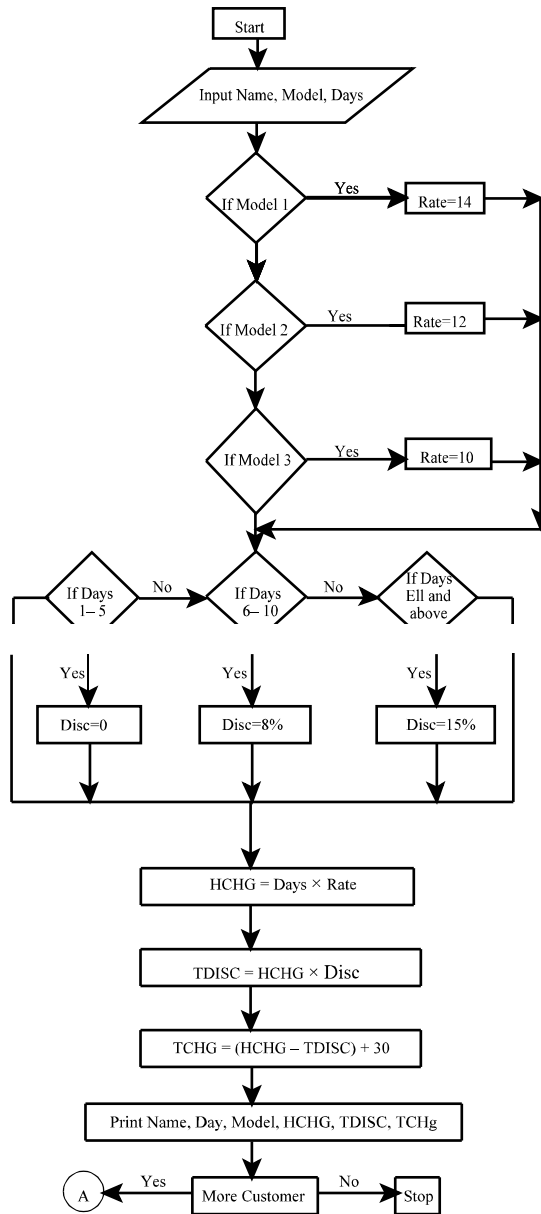 Start
Input Name, Model, Days
If Model 1
Yes
Rate=14
If Model 2
Yes
Rate=12
If Model 3
Yes
Rate=10
If Days
1–5
No
If Days
6–10
No
If Days
Ell and
above
Yes
Yes
Yes
Disc=0
Disc=8%
Disc=15%
HCHG = Days × Rate
TDISC = HCHG × Disc
TCHG = (HCHG – TDISC) + 30
Print Name, Day, Model, HCHG, TDISC, TCHg
A
Yes
More Customer
No
Stop